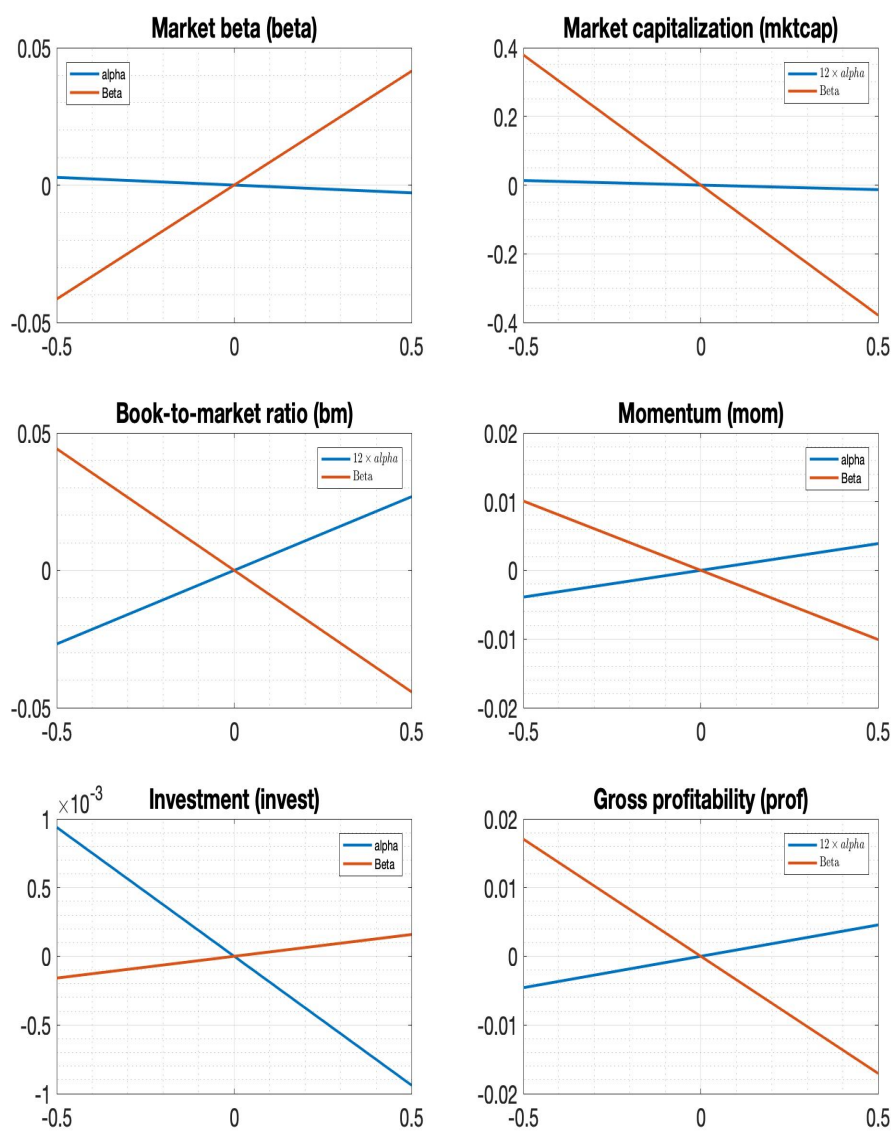 Market beta (beta)
0.05
0
-0.05
-0.5
0
0.5
alpha
Beta
Market capitalization (mktcap)
0.4
0.2
0
-0.2
-0.4
-0.5
0
0.5
12 × alpha
Beta
Book-to-market ratio (bm)
0.05
0
-0.05
-0.5
0
0.5
12 × alpha
Beta
Momentum (mom)
0.02
0.01
0
-0.01
-0.02
-0.5
0
0.5
alpha
Beta
Investment (invest)
×10⁻³
1
0.5
0
-0.5
-1
-0.5
0
0.5
alpha
Beta
Gross profitability (prof)
0.02
0.01
0
-0.01
-0.02
-0.5
0
0.5
12 × alpha
Beta